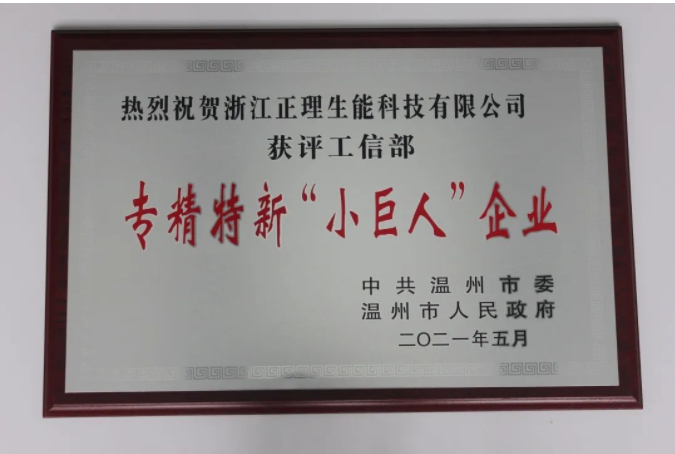 热烈祝贺浙江正理生能科技有限公司
获评工信部
专精特新“小巨人”企业
中共温州市委
温州市人民政府
二〇二一年五月